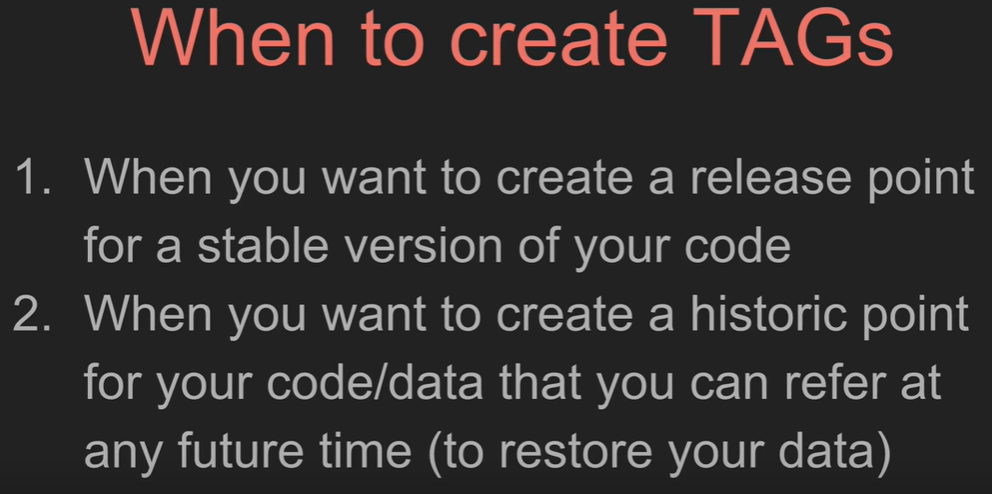 When to create TAGs
1. When you want to create a release point
for a stable version of your code
2. When you want to create a historic point
for your code/data that you can refer at
any future time (to restore your data)